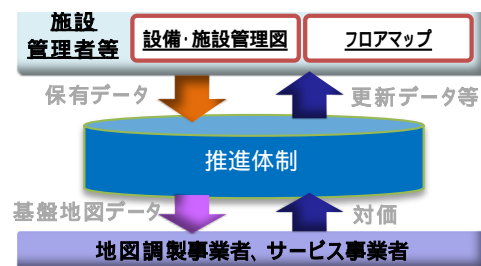 施設
管理者等
設備･施設管理図
フロアマップ
保有データ
更新データ等
推進体制
基盤地図データ
対価
地図調製事業者、サービス事業者